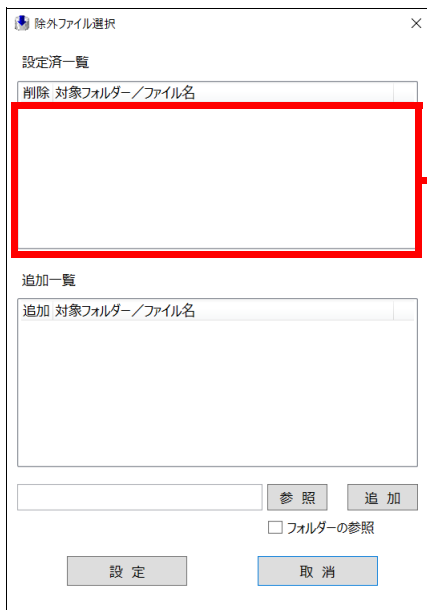 除外ファイル選択
設定済一覧
削除 対象フォルダー／ファイル名
追加一覧
追加 対象フォルダー／ファイル名
参 照 追 加
フォルダーの参照
設 定 取 消